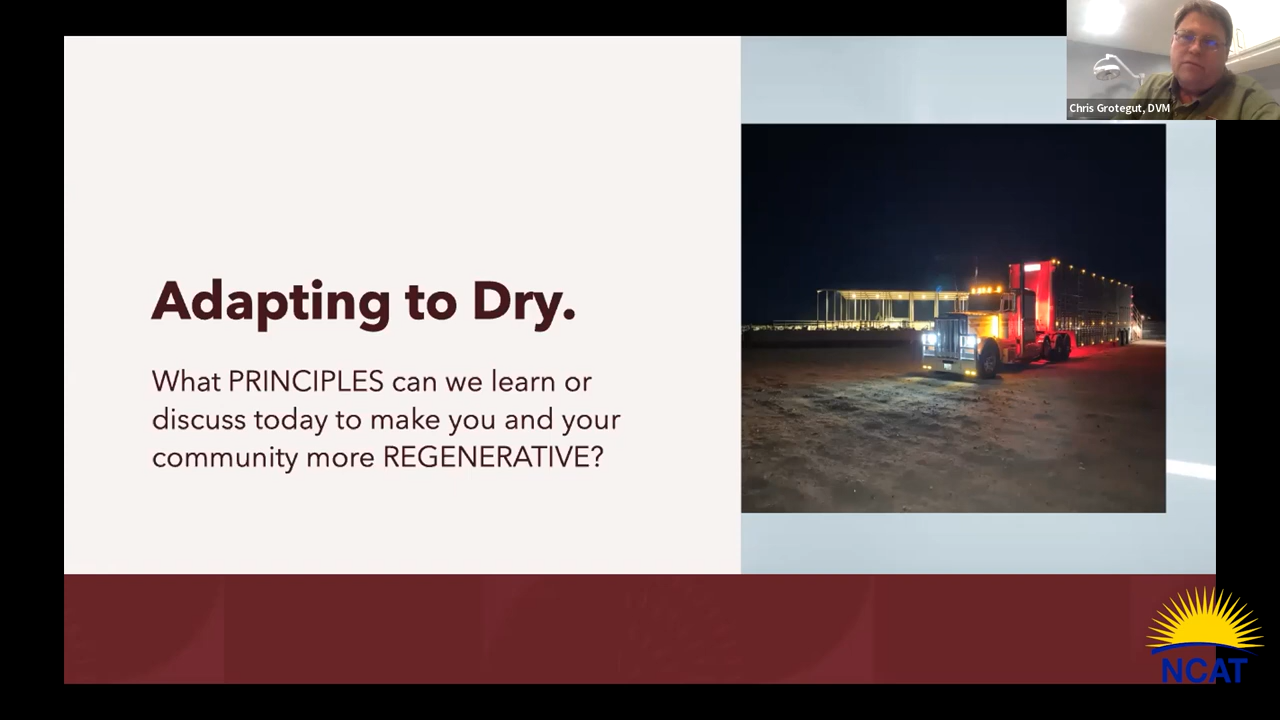 Chris Grotegut, DVM
Adapting to Dry.
What PRINCIPLES can we learn or
discuss today to make you and your
community more REGENERATIVE?
NCAT